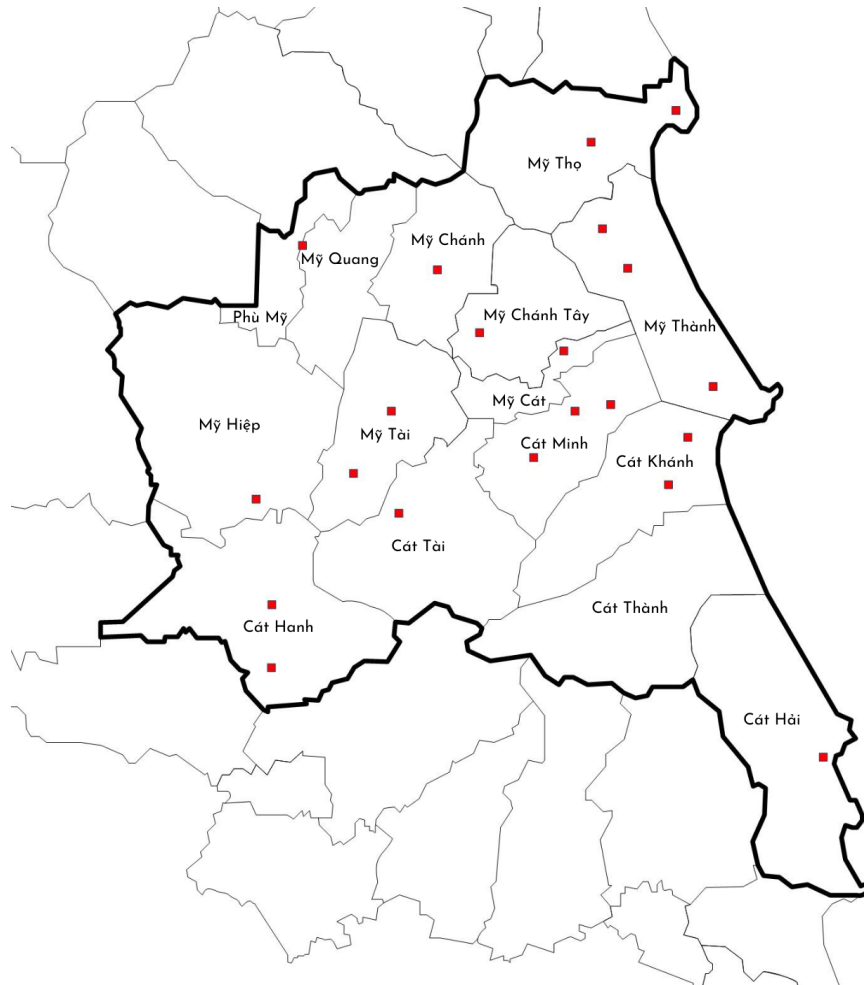 Mỹ Thọ
Mỹ Chánh
Mỹ Quang
Mỹ Chánh Tây
Phù Mỹ
Mỹ Thành
Mỹ Cát
Mỹ Hiệp
Mỹ Tài
Cát Minh
Cát Khánh
Cát Tài
Cát Thành
Cát Hanh
Cát Hải